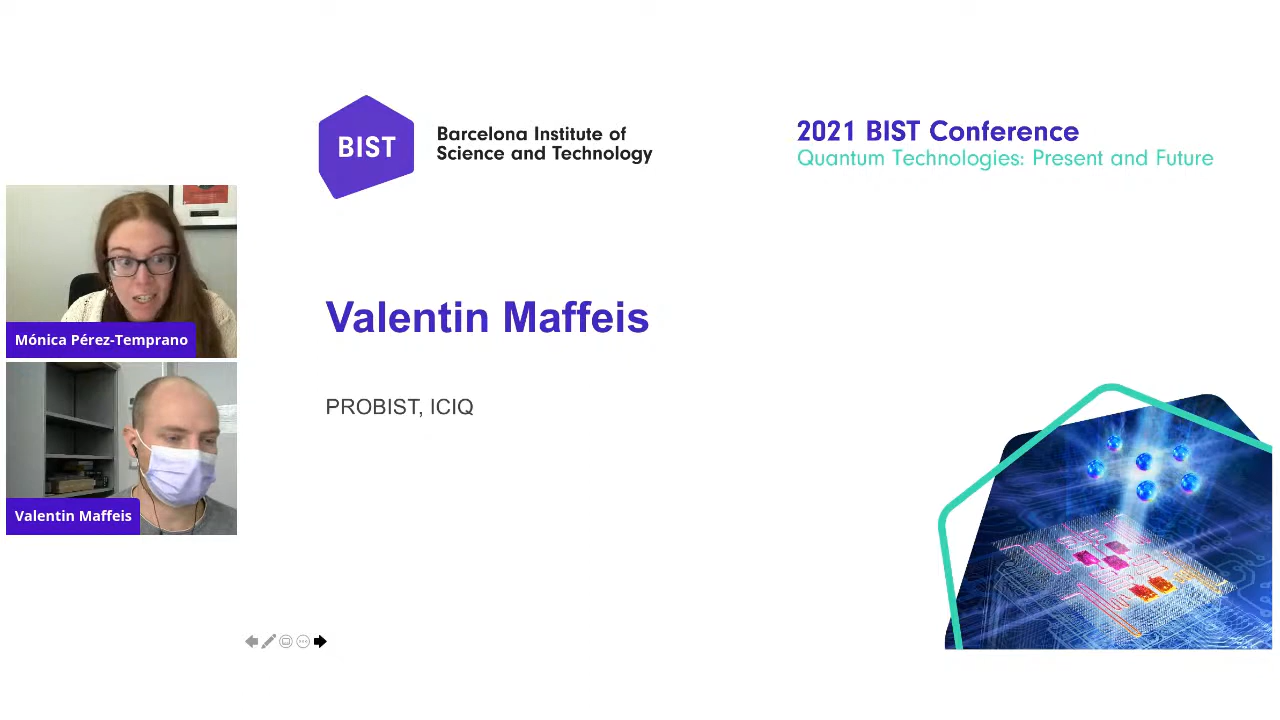 BIST
Barcelona Institute of
Science and Technology
2021 BIST Conference
Quantum Technologies: Present and Future
Valentin Maffeis
PROBIST, ICIQ
Mónica Pérez-Temprano
Valentin Maffeis